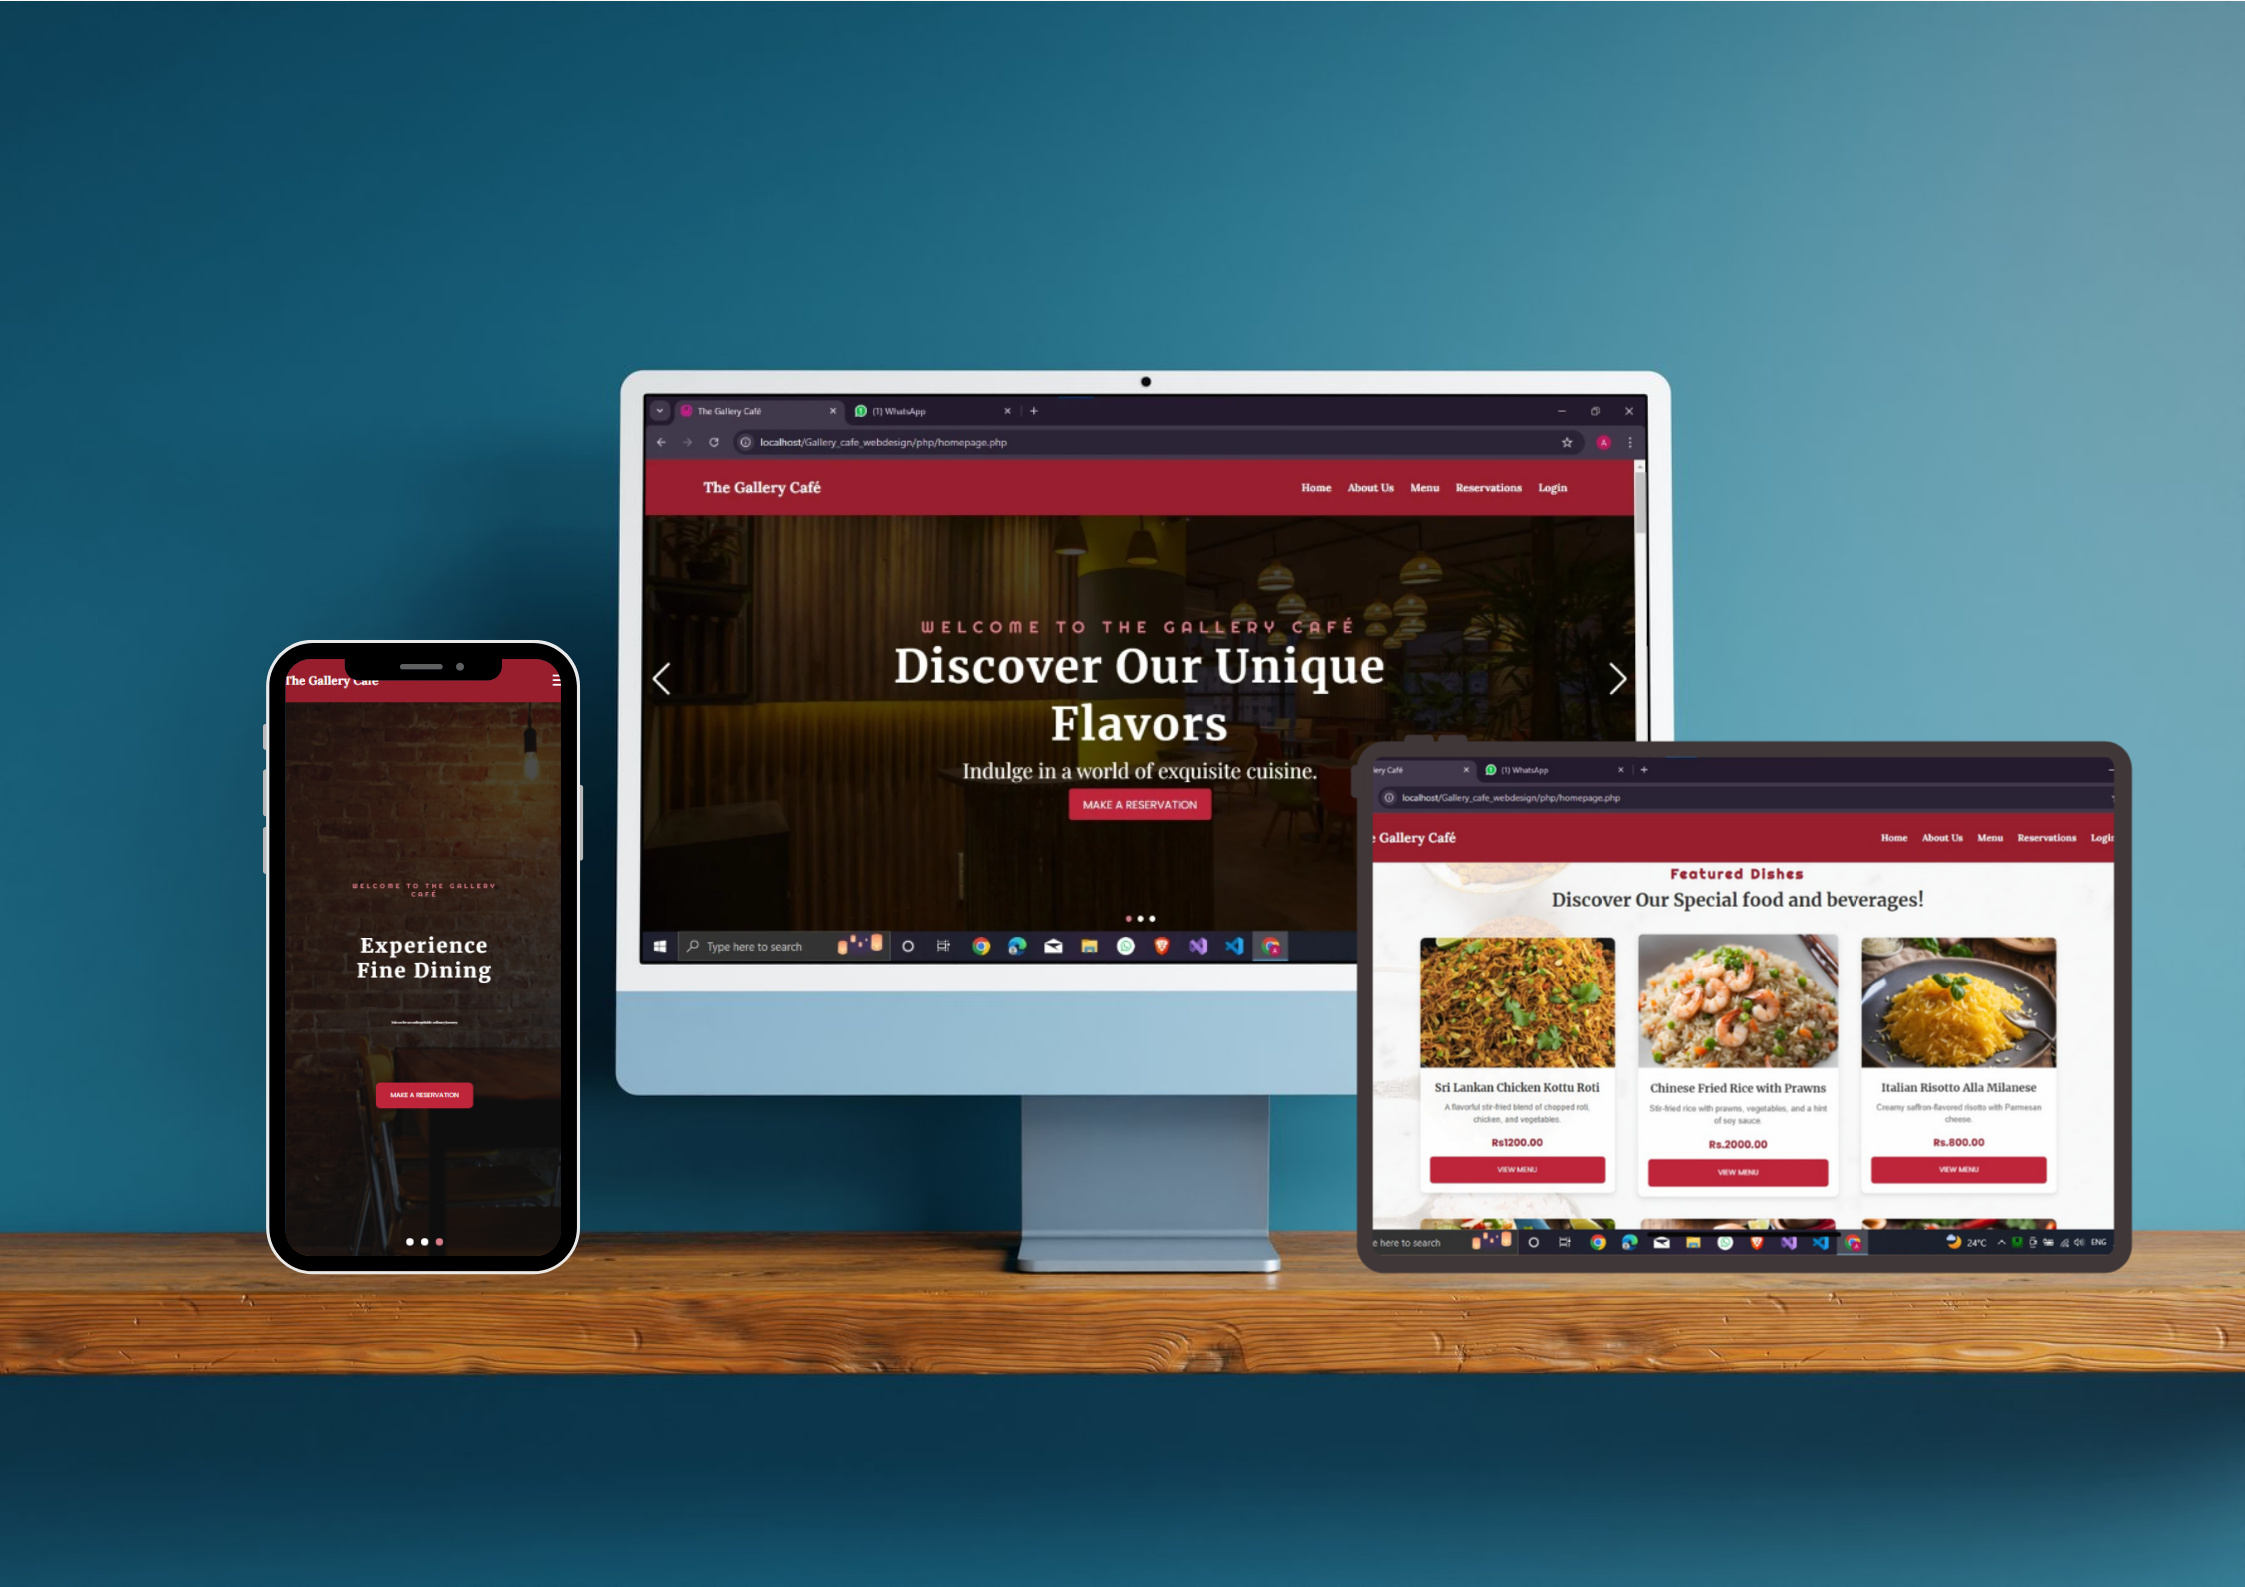 The Gallery Café
(1) WhatsApp
localhost/Gallery_cafe_webdesign/php/homepage.php
The Gallery Café
Home About Us Menu Reservations Login
WELCOME TO THE GALLERY CAFÉ
Discover Our Unique
Flavors
Indulge in a world of exquisite cuisine.
MAKE A RESERVATION
Type here to search
The Gallery Café
WELCOME TO THE GALLERY
CAFÉ
Experience
Fine Dining
MAKE A RESERVATION
lery Café
(1) WhatsApp
localhost/Gallery_cafe_webdesign/php/homepage.php
e Gallery Café
Home About Us Menu Reservations Login
Featured Dishes
Discover Our Special food and beverages!
Sri Lankan Chicken Kottu Roti
A flavorful stir-fried blend of chopped roti,
chicken, and vegetables.
Rs1200.00
VIEW MENU
Chinese Fried Rice with Prawns
Stir-fried rice with prawns, vegetables, and a hint
of soy sauce.
Rs.2000.00
VIEW MENU
Italian Risotto Alla Milanese
Creamy saffron-flavored risotto with Parmesan
cheese.
Rs.800.00
VIEW MENU
e here to search
24°C
ENG